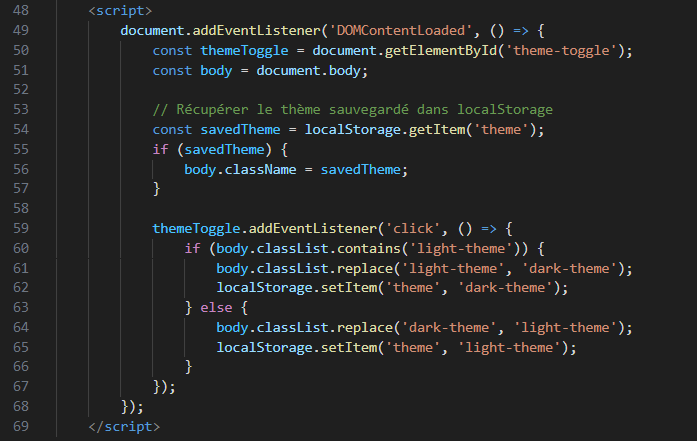 48 <script>
49 document.addEventListener('DOMContentLoaded', () => {
50 const themeToggle = document.getElementById('theme-toggle');
51 const body = document.body;
52
53 // Récupérer le thème sauvegardé dans localStorage
54 const savedTheme = localStorage.getItem('theme');
55 if (savedTheme) {
56 body.className = savedTheme;
57 }
58
59 themeToggle.addEventListener('click', () => {
60 if (body.classList.contains('light-theme')) {
61 body.classList.replace('light-theme', 'dark-theme');
62 localStorage.setItem('theme', 'dark-theme');
63 } else {
64 body.classList.replace('dark-theme', 'light-theme');
65 localStorage.setItem('theme', 'light-theme');
66 }
67 });
68 });
69 </script>